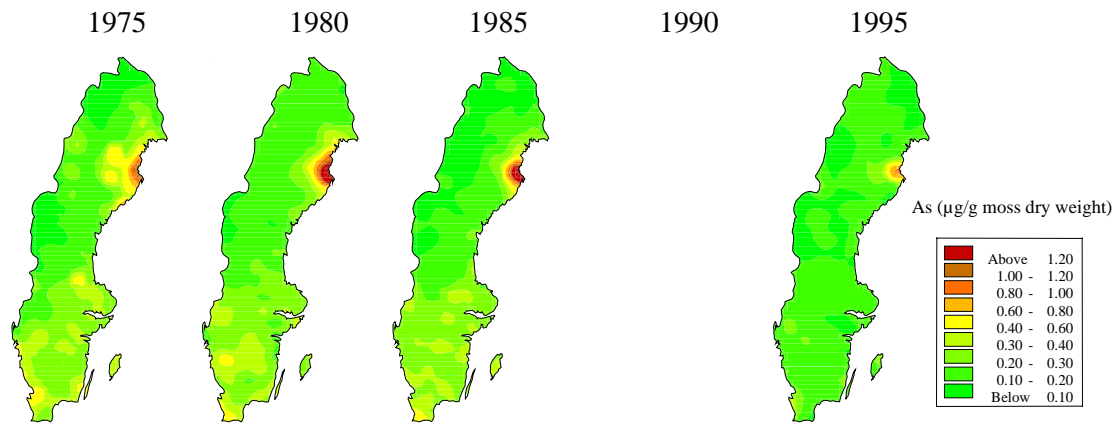 1975 1980 1985 1990 1995
As (µg/g moss dry weight)
Above 1.20
1.00 - 1.20
0.80 - 1.00
0.60 - 0.80
0.40 - 0.60
0.30 - 0.40
0.20 - 0.30
0.10 - 0.20
Below 0.10